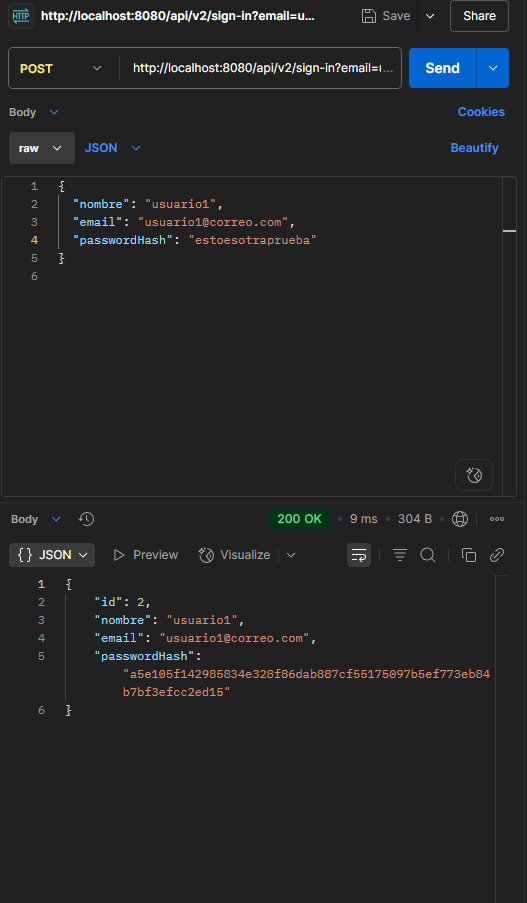 HTTP http://localhost:8080/api/v2/sign-in?email=u... Save Share
POST http://localhost:8080/api/v2/sign-in?email=u... Send
Body Cookies
raw JSON Beautify
1 {
2 "nombre": "usuario1",
3 "email": "usuario1@correo.com",
4 "passwordHash": "estoesotraprueba"
5 }
6
Body 200 OK • 9 ms • 304 B •
{} JSON Preview Visualize
1 {
2 "id": 2,
3 "nombre": "usuario1",
4 "email": "usuario1@correo.com",
5 "passwordHash":
"a5e105f142985834e328f86dab887cf55175097b5ef773eb84
b7bf3efcc2ed15"
6 }